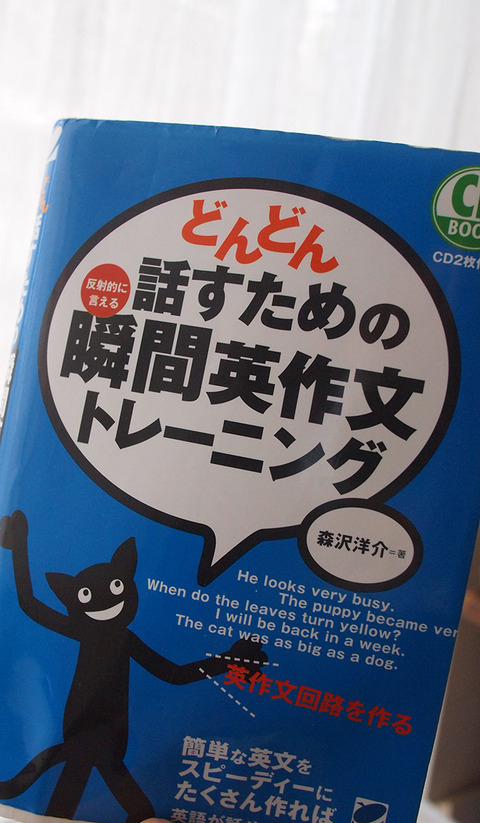 CD
BOOK
CD2枚付
どんどん
反射的に
言える
話すための
瞬間英作文
トレーニング
森沢洋介=著
He looks very busy.
The puppy became ver
When do the leaves turn yellow?
I will be back in a week.
The cat was as big as a dog.
英作文回路を作る
簡単な英文を
スピーディーに
たくさん作れば